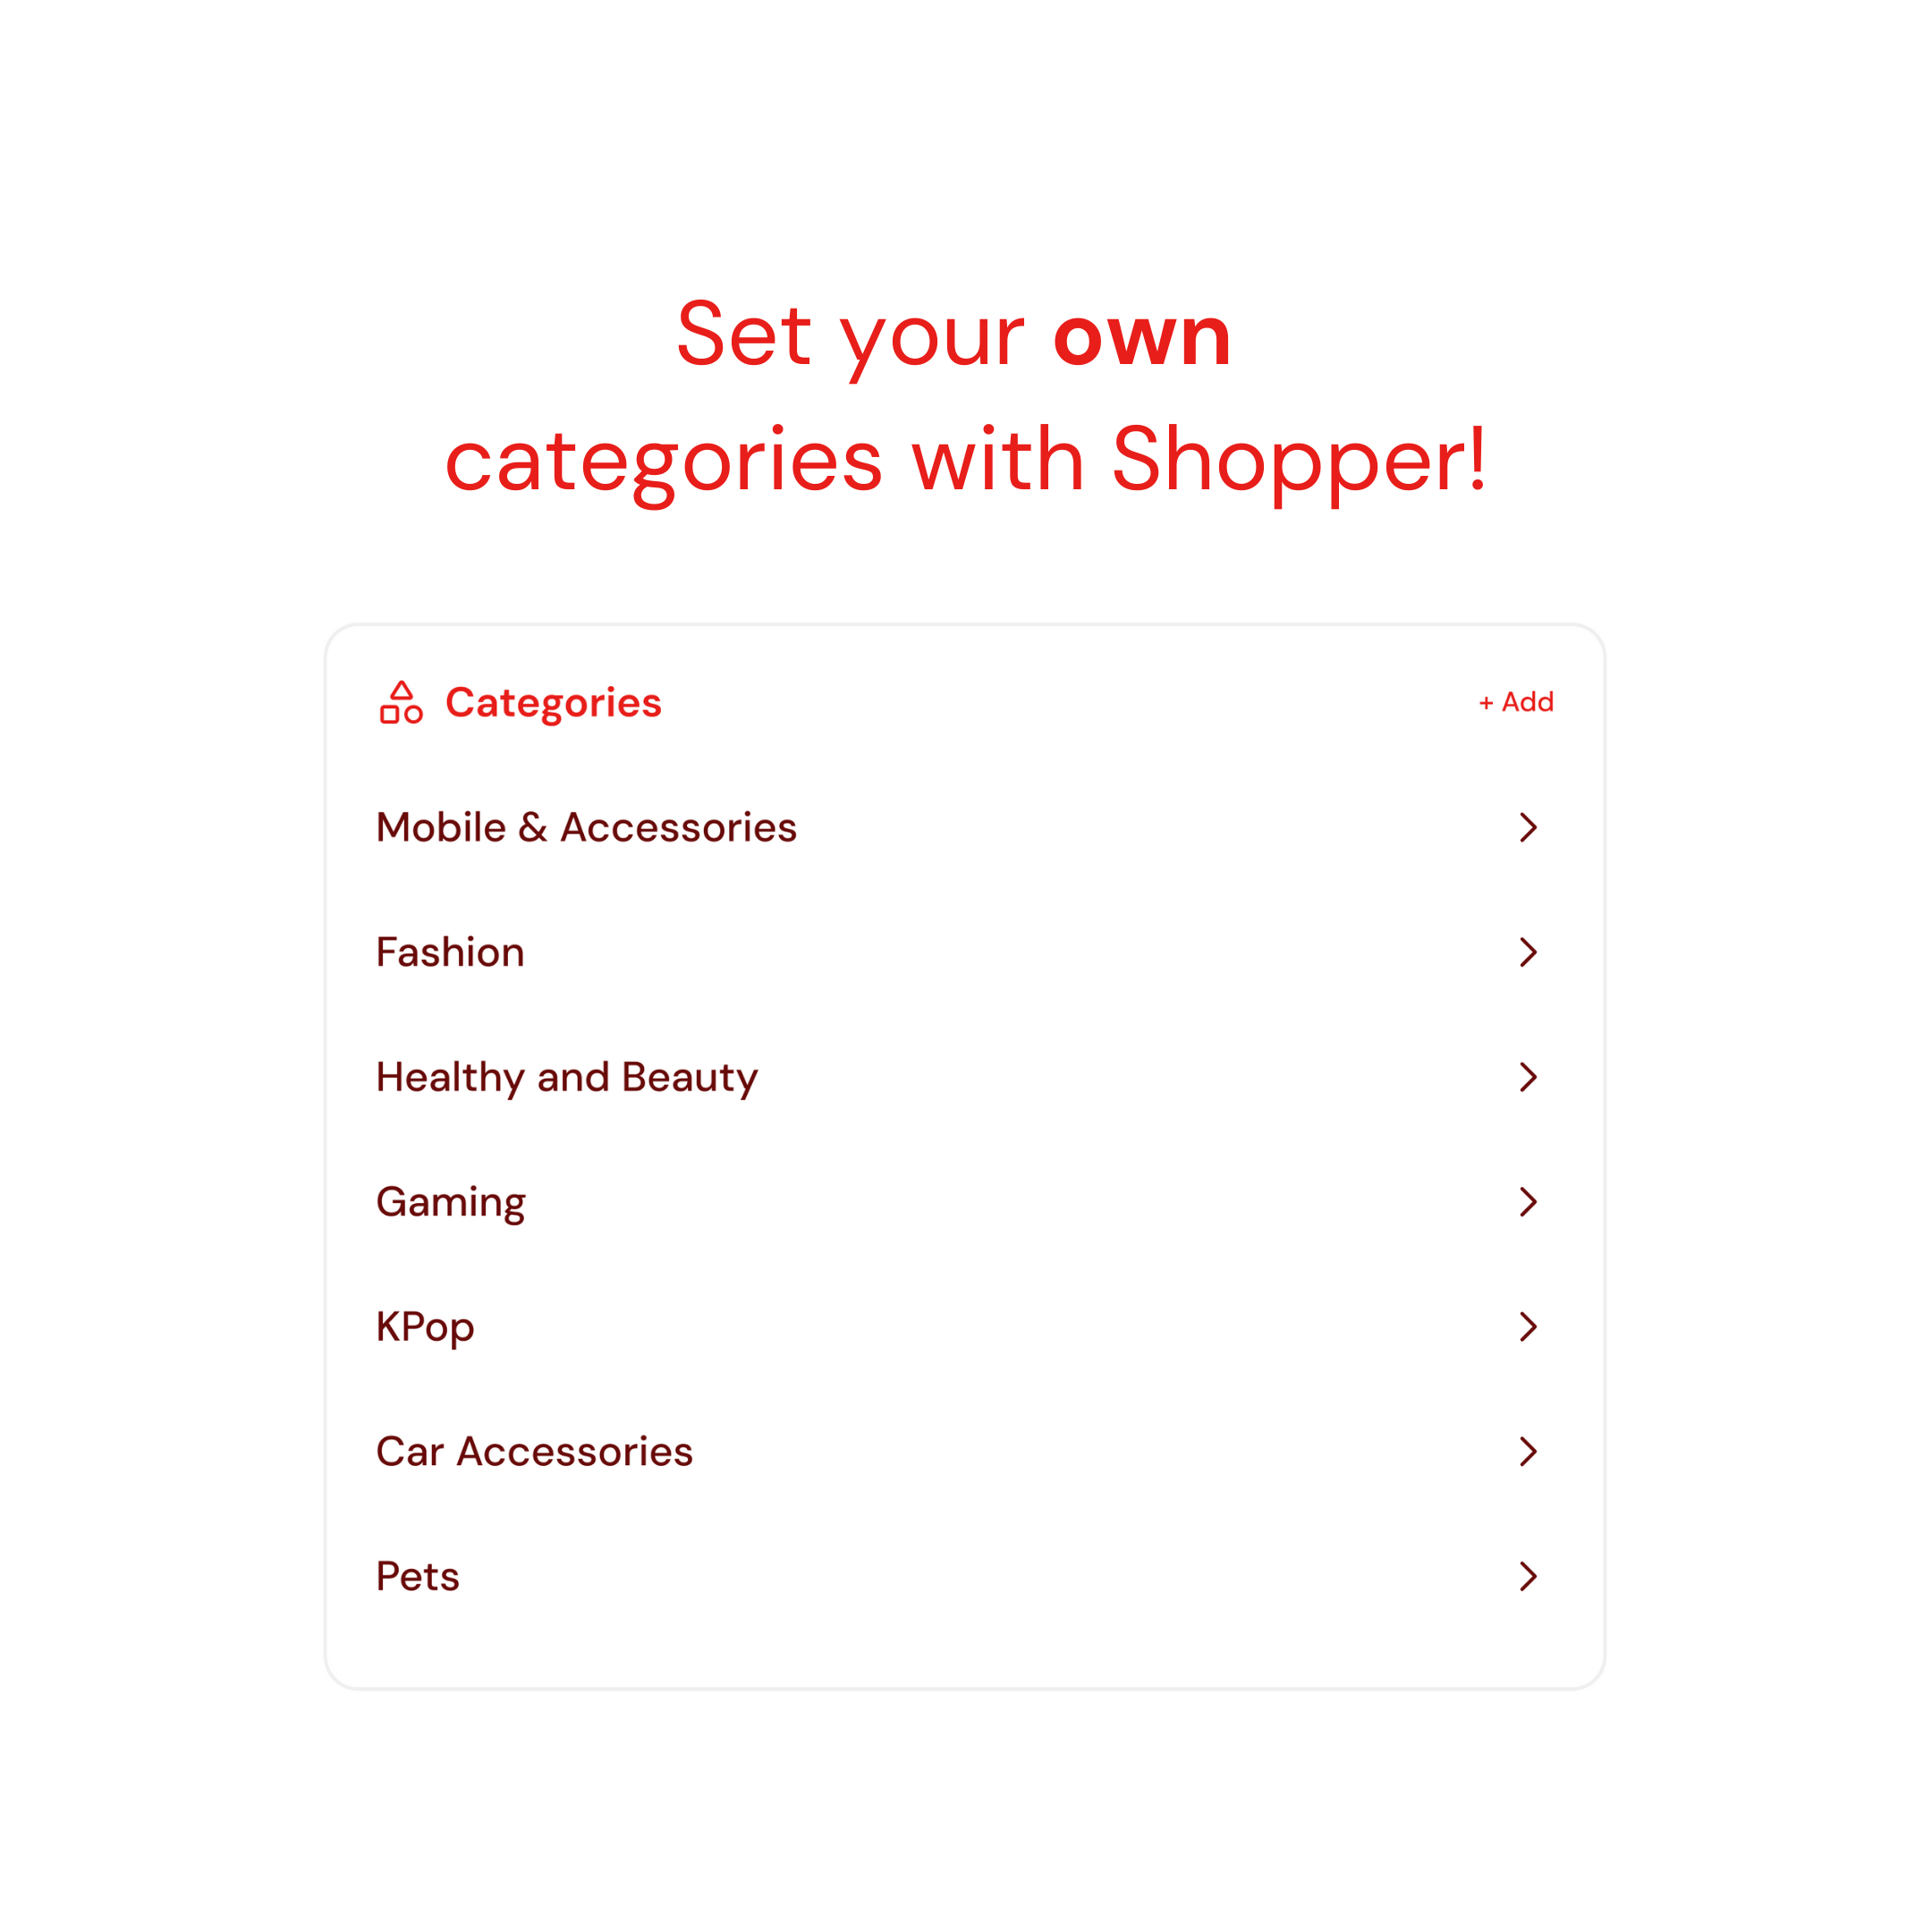 Set your own
categories with Shopper!
Categories
+ Add
Mobile & Accessories
Fashion
Healthy and Beauty
Gaming
KPop
Car Accessories
Pets